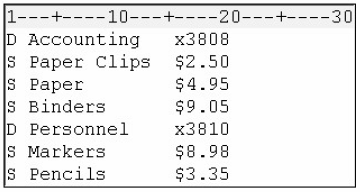 1---+----10---+----20---+----30
D Accounting   x3808
S Paper Clips  $2.50
S Paper        $4.95
S Binders      $9.05
D Personnel    x3810
S Markers      $8.98
S Pencils      $3.35